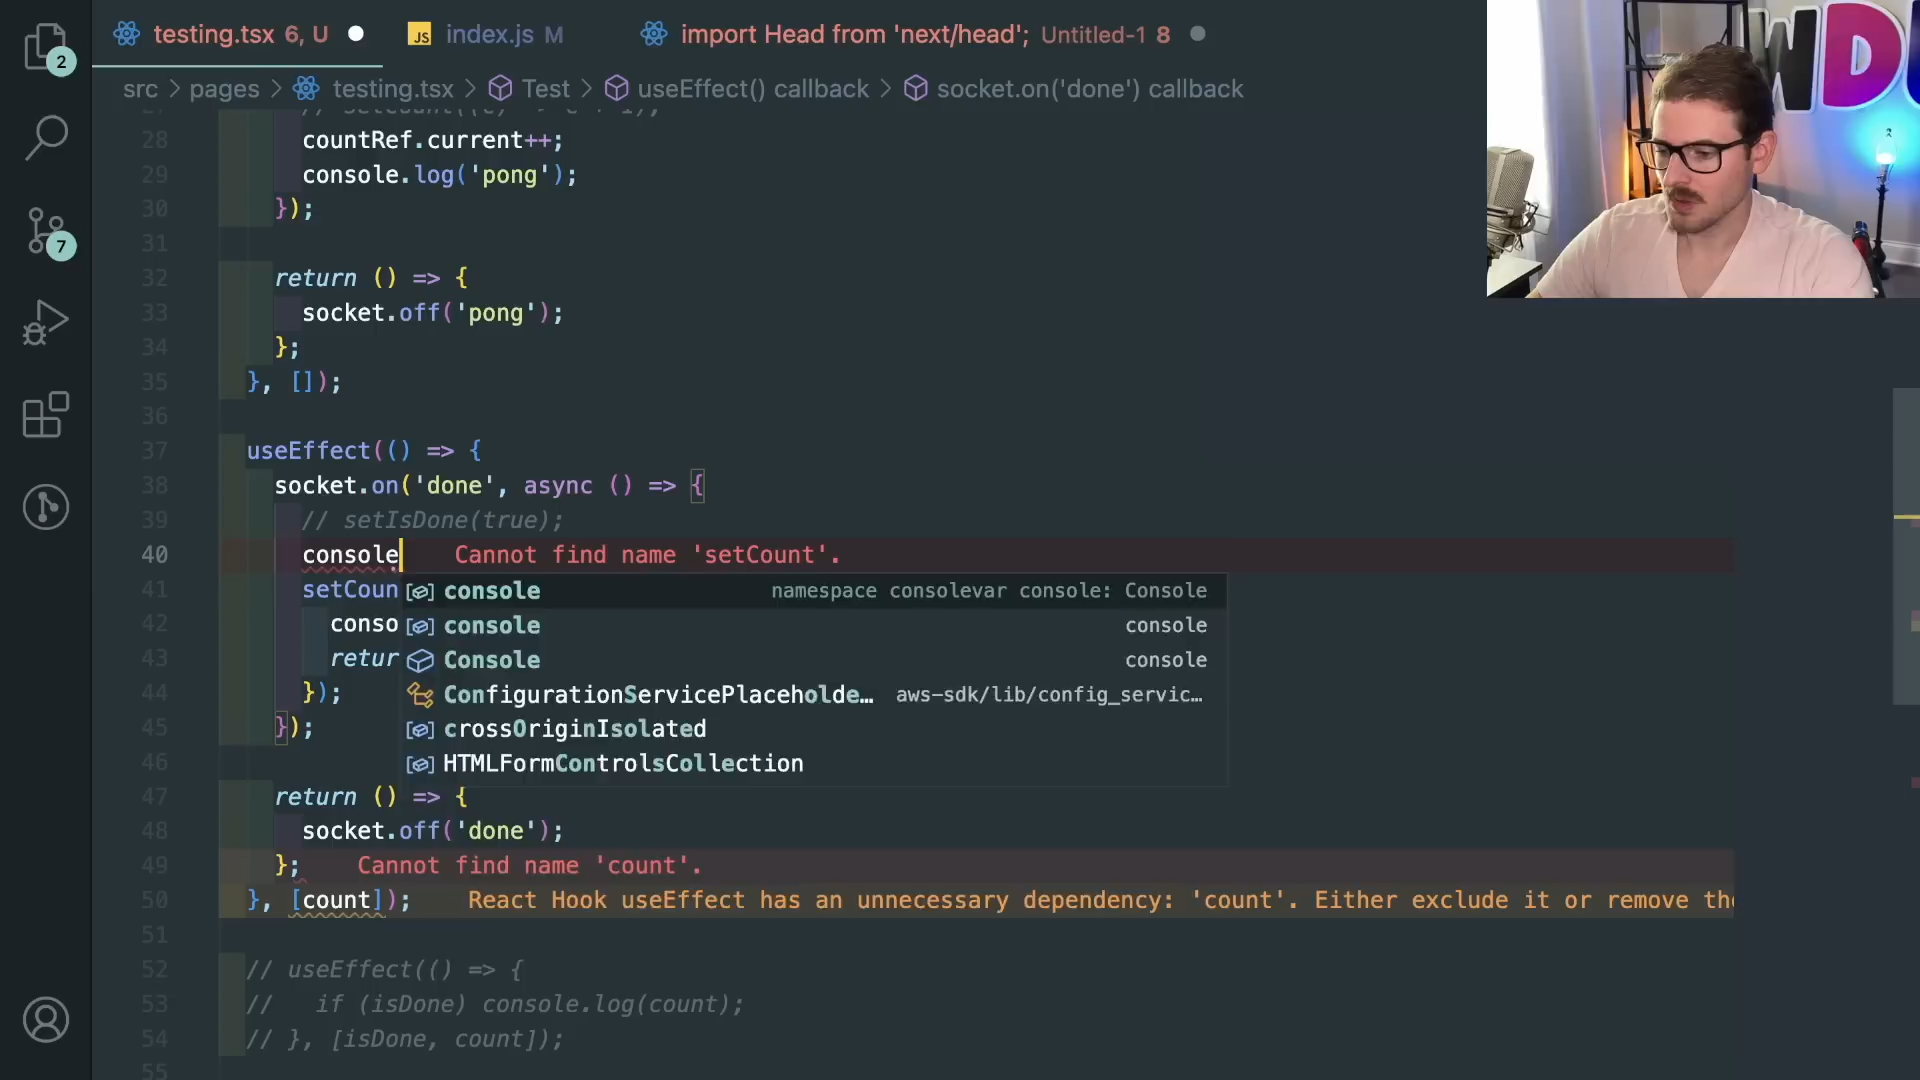 testing.tsx 6, U
JS index.js M
import Head from 'next/head'; Untitled-1 8
2
7
src > pages > testing.tsx > Test > useEffect() callback > socket.on('done') callback
28 countRef.current++;
29 console.log('pong');
30 });
31
32 return () => {
33 socket.off('pong');
34 };
35 }, []);
36
37 useEffect(() => {
38 socket.on('done', async () => {
39 // setIsDone(true);
40 console Cannot find name 'setCount'.
41 setCoun
42 conso
43 retur
44 });
45 });
46
47 return () => {
48 socket.off('done');
49 }; Cannot find name 'count'.
50 }, [count]); React Hook useEffect has an unnecessary dependency: 'count'. Either exclude it or remove the
51
52 // useEffect(() => {
53 // if (isDone) console.log(count);
54 // }, [isDone, count]);
55
console namespace consolevar console: Console
console console
Console console
ConfigurationServicePlaceholde… aws-sdk/lib/config_servic…
crossOriginIsolated
HTMLFormControlsCollection
WD